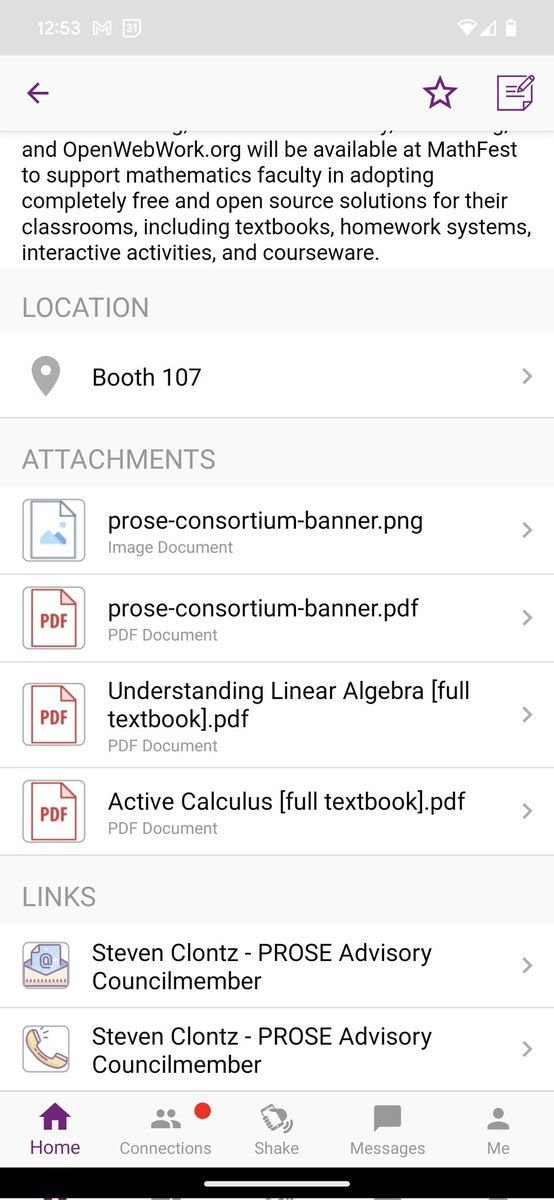 12:53
31
and OpenWebWork.org will be available at MathFest
to support mathematics faculty in adopting
completely free and open source solutions for their
classrooms, including textbooks, homework systems,
interactive activities, and courseware.
LOCATION
Booth 107
ATTACHMENTS
prose-consortium-banner.png
Image Document
PDF
prose-consortium-banner.pdf
PDF Document
PDF
Understanding Linear Algebra [full
textbook].pdf
PDF Document
PDF
Active Calculus [full textbook].pdf
PDF Document
LINKS
@
Steven Clontz - PROSE Advisory
Councilmember
Steven Clontz - PROSE Advisory
Councilmember
Home
Connections
Shake
Messages
Me